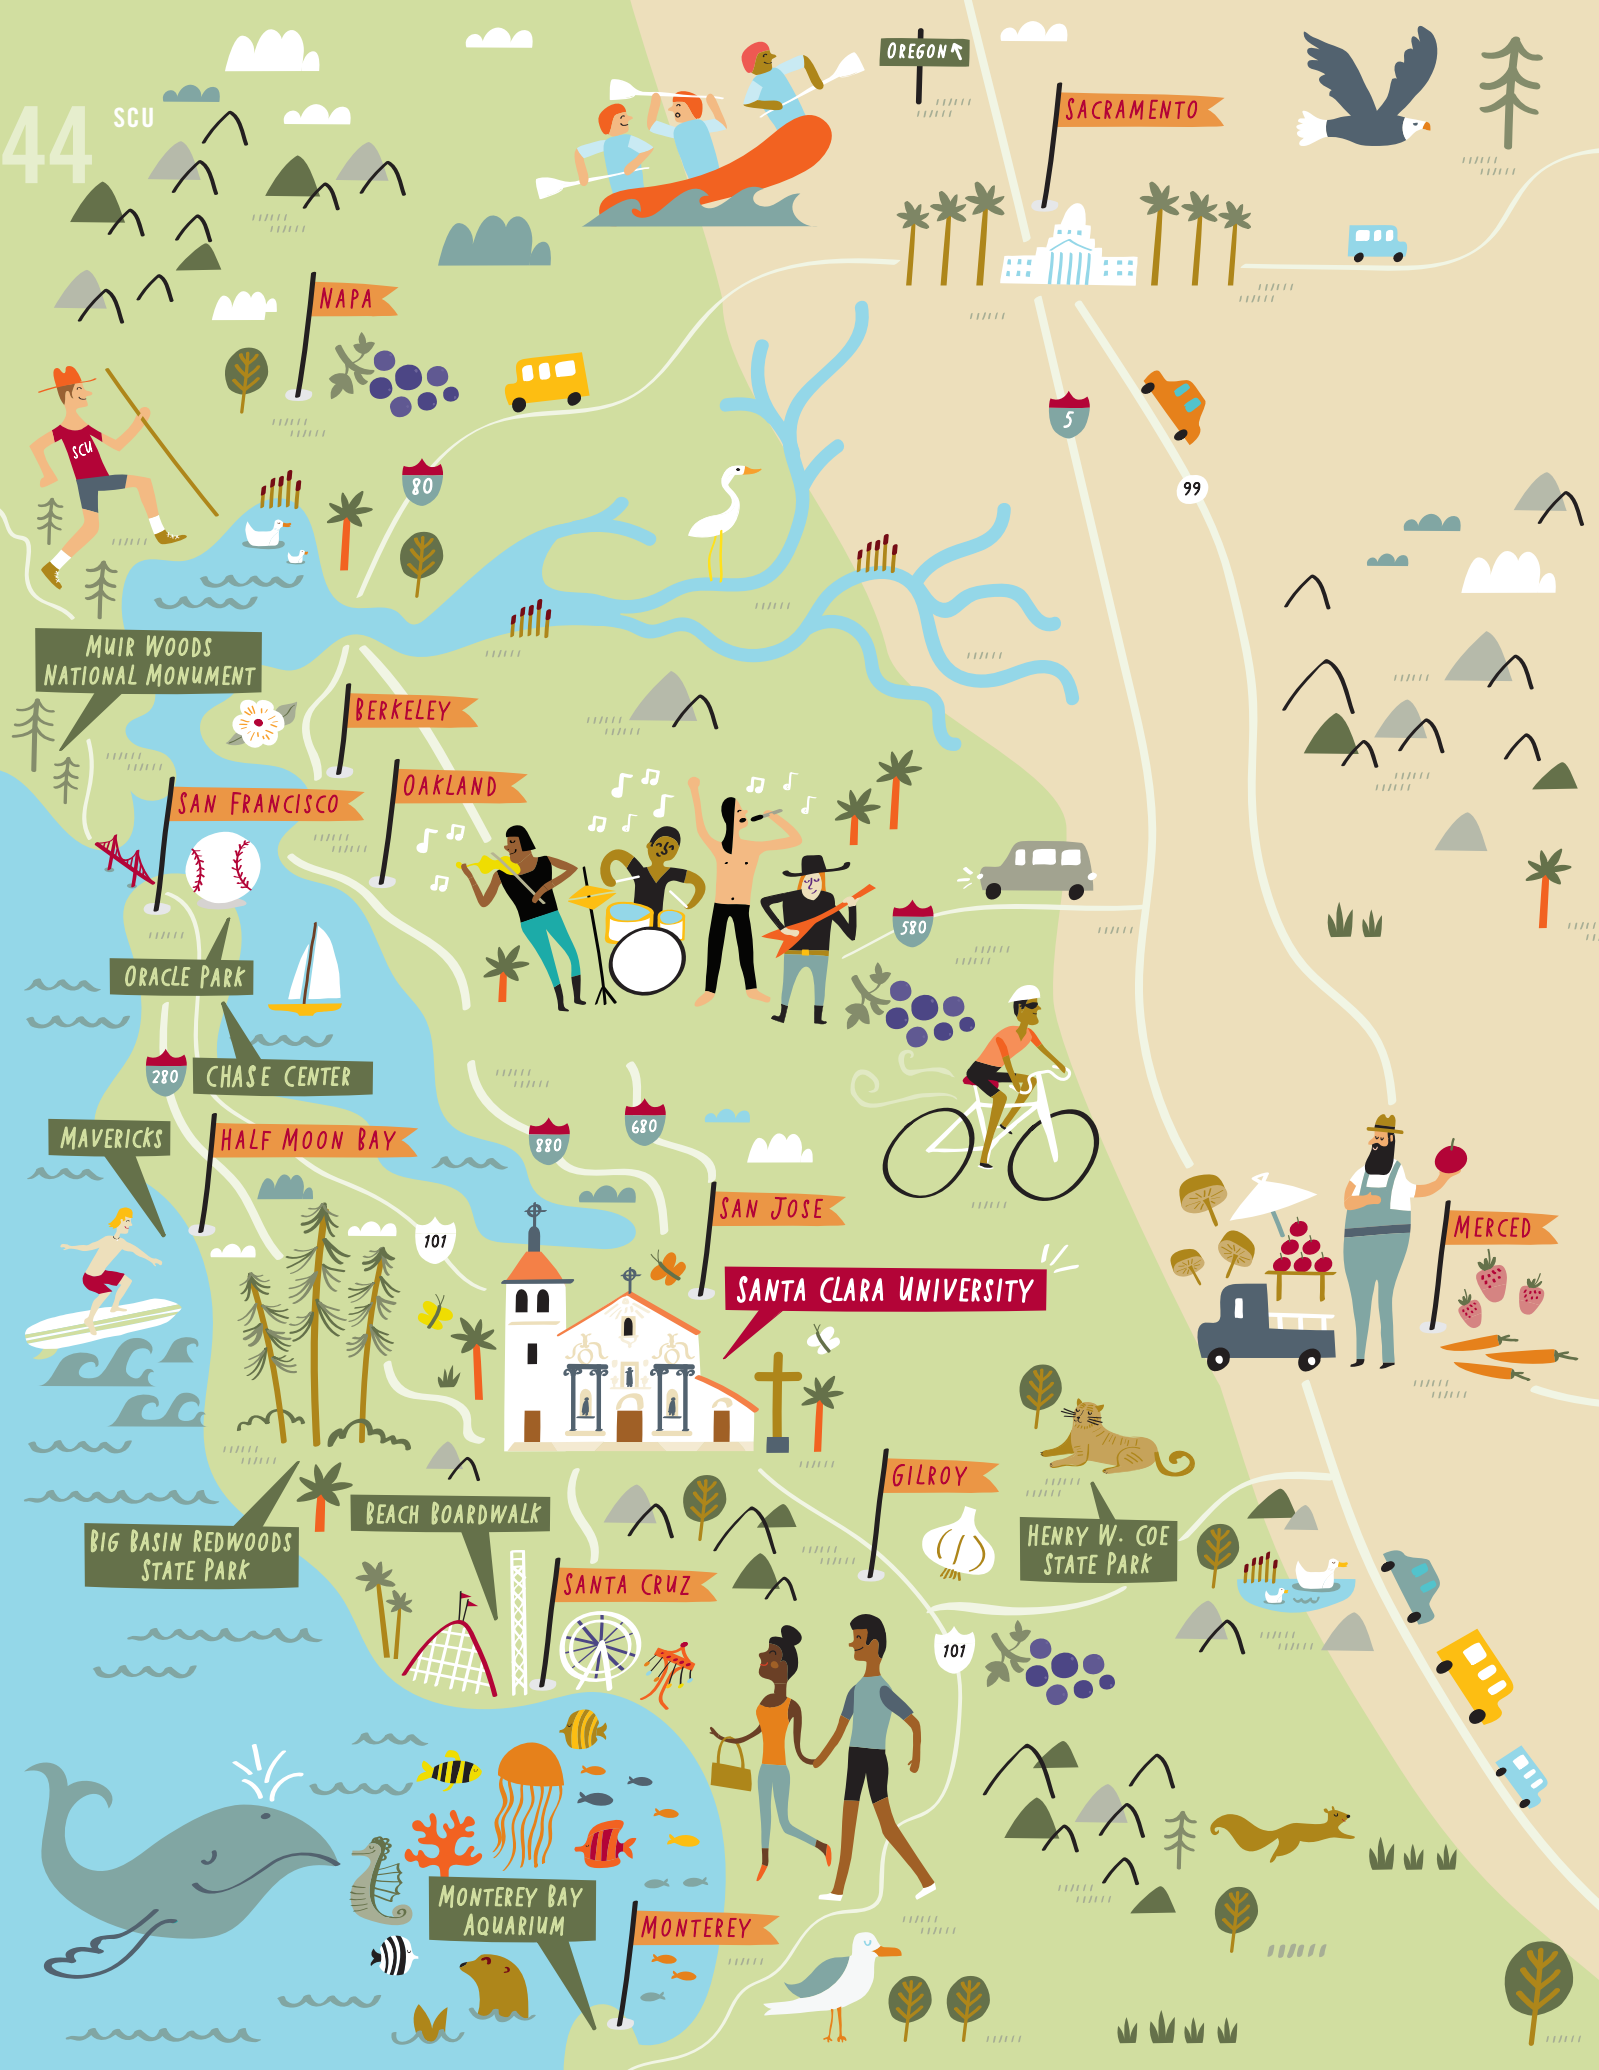 44 SCU
OREGON
SACRAMENTO
NAPA
SCU
80
5
99
MUIR WOODS
NATIONAL MONUMENT
BERKELEY
OAKLAND
SAN FRANCISCO
580
ORACLE PARK
280
CHASE CENTER
MAVERICKS
HALF MOON BAY
880
680
101
SAN JOSE
MERCED
SANTA CLARA UNIVERSITY
GILROY
BEACH BOARDWALK
BIG BASIN REDWOODS
STATE PARK
HENRY W. COE
STATE PARK
SANTA CRUZ
101
MONTEREY BAY
AQUARIUM
MONTEREY